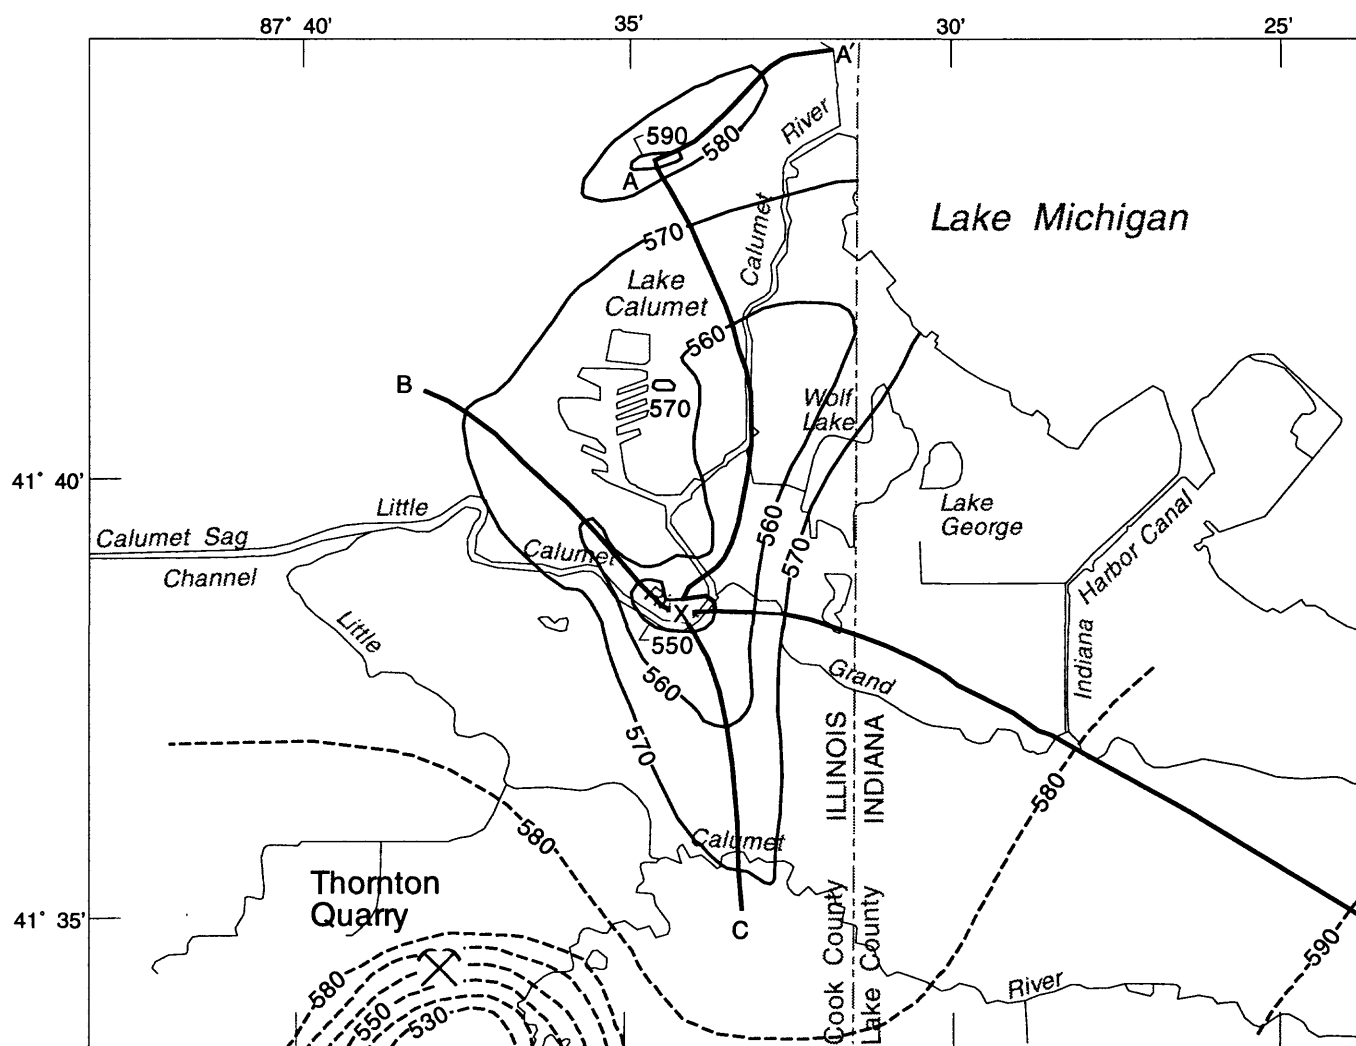 87° 40' 35' 30' 25'
A'
590
580
River
A
570
Calumet
Lake Michigan
Lake
Calumet
560
B
570
Wolf
Lake
41° 40'
Little
Lake
George
Calumet Sag
Channel
Calumet
560
570
Indiana Harbor Canal
Little
X
550
560
Grand
570
ILLINOIS
INDIANA
580
580
Calumet
Thornton
Quarry
41° 35'
C
Cook County
Lake County
590
580
550
530
River